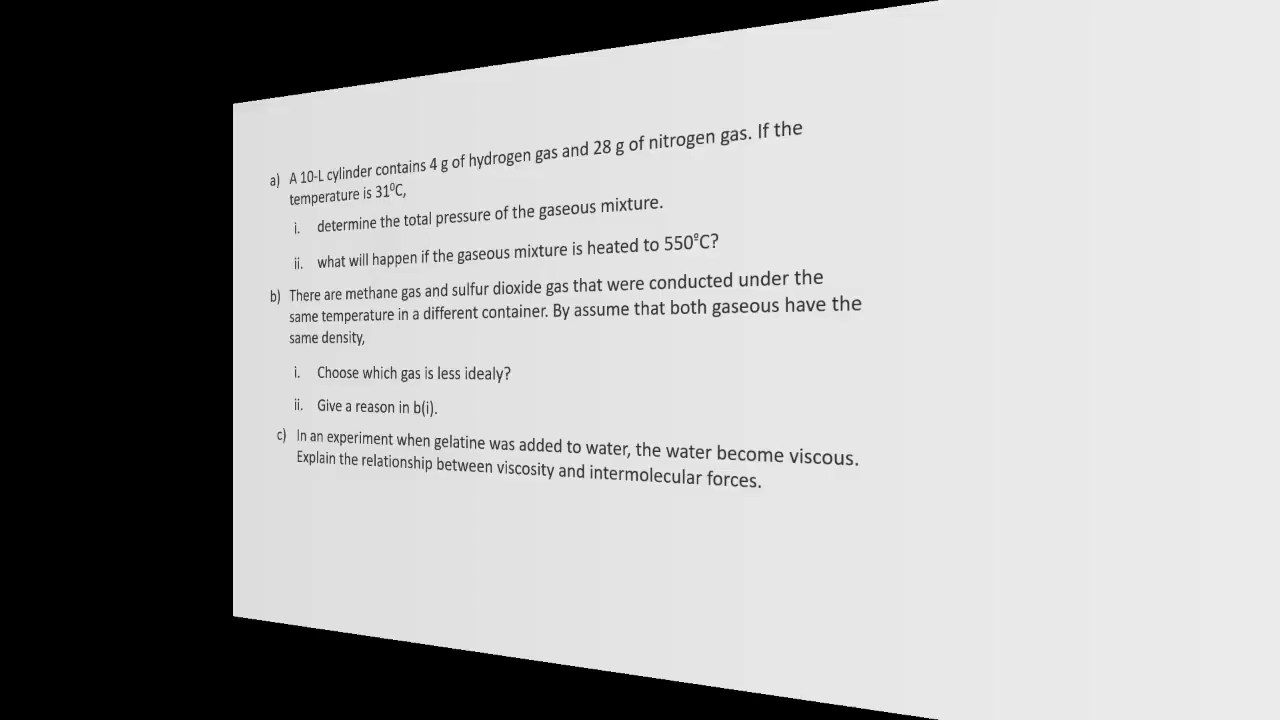 a) A 10-L cylinder contains 4 g of hydrogen gas and 28 g of nitrogen gas. If the
temperature is 31⁰C,
i. determine the total pressure of the gaseous mixture.
ii. what will happen if the gaseous mixture is heated to 550°C?
b) There are methane gas and sulfur dioxide gas that were conducted under the
same temperature in a different container. By assume that both gaseous have the
same density,
i. Choose which gas is less idealy?
ii. Give a reason in b(i).
c) In an experiment when gelatine was added to water, the water become viscous.
Explain the relationship between viscosity and intermolecular forces.